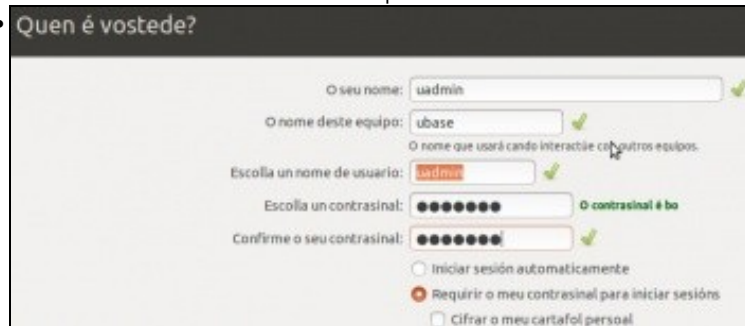 Quen é vostede?
O seu nome: uadmin
O nome deste equipo: ubase
O nome que usará cando interactúe con outros equipos.
Escolla un nome de usuario: uadmin
Escolla un contrasinal: ●●●●●●● O contrasinal é bo
Confirme o seu contrasinal: ●●●●●●●
Iniciar sesión automaticamente
Requirir o meu contrasinal para iniciar sesións
Cifrar o meu cartafol persoal